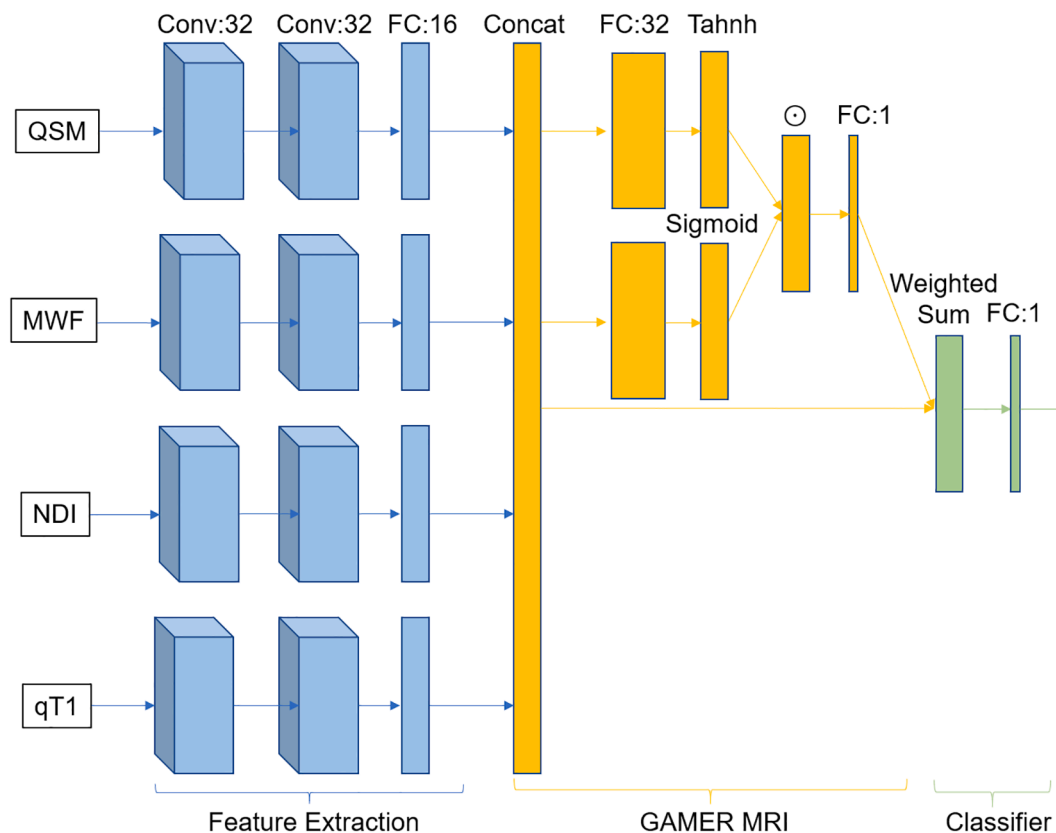 Conv:32 Conv:32 FC:16 Concat FC:32 Tahnh
QSM
⊙ FC:1
Sigmoid
MWF
Weighted
Sum FC:1
NDI
qT1
Feature Extraction GAMER MRI Classifier